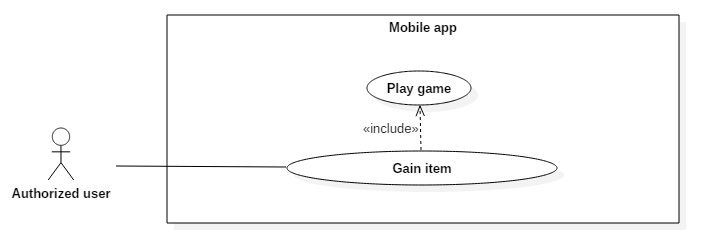 Mobile app
Play game
«include»
Gain item
Authorized user